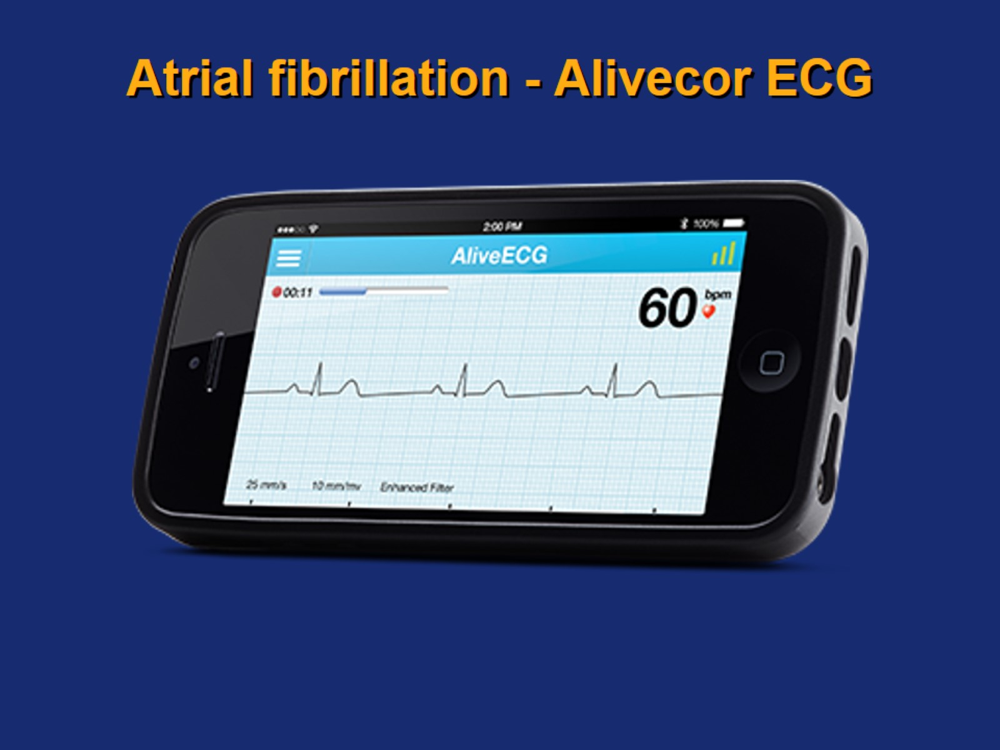 Atrial fibrillation - Alivecor ECG
2:00 PM 100%
AliveECG
00:11
60 bpm
25 mm/s 10 mm/mv Enhanced Filter